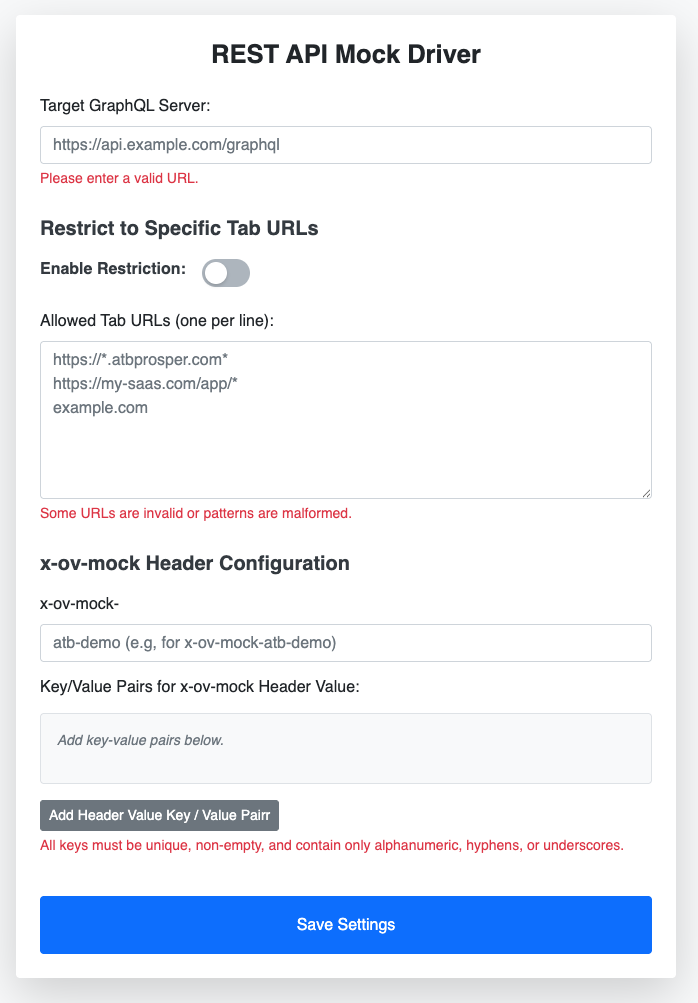 REST API Mock Driver
Target GraphQL Server:
https://api.example.com/graphql
Please enter a valid URL.
Restrict to Specific Tab URLs
Enable Restriction:
Allowed Tab URLs (one per line):
https://*.atbprosper.com*
https://my-saas.com/app/*
example.com
Some URLs are invalid or patterns are malformed.
x-ov-mock Header Configuration
x-ov-mock-
atb-demo (e.g, for x-ov-mock-atb-demo)
Key/Value Pairs for x-ov-mock Header Value:
Add key-value pairs below.
Add Header Value Key / Value Pairr
All keys must be unique, non-empty, and contain only alphanumeric, hyphens, or underscores.
Save Settings